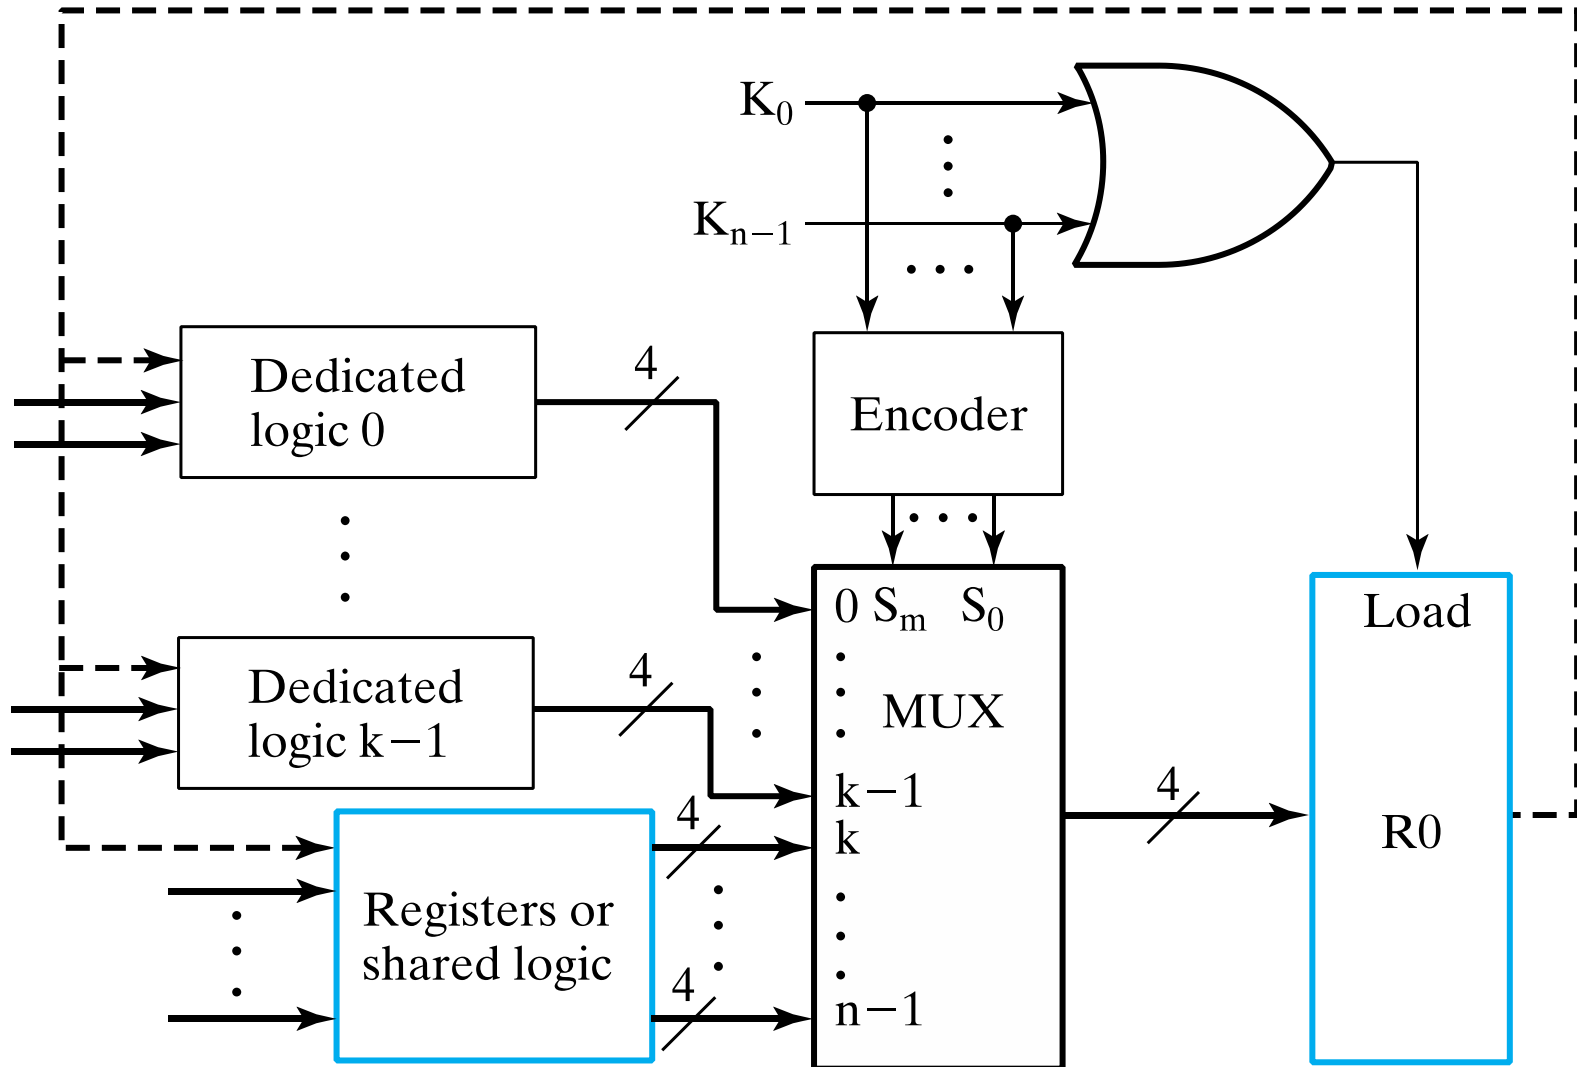 K₀
Kₙ₋₁
Dedicated
logic 0
4
Encoder
0 Sₘ S₀
Load
Dedicated
logic k−1
4
MUX
k−1
4
k
4
R0
Registers or
shared logic
4
n−1